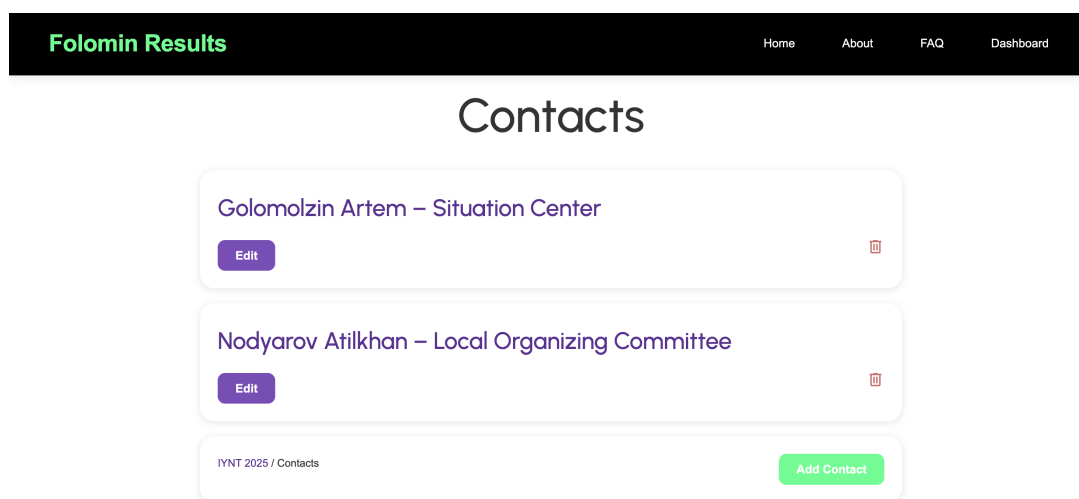 Folomin Results
Home About FAQ Dashboard
Contacts
Golomolzin Artem – Situation Center
Edit
Nodyarov Atilkhan – Local Organizing Committee
Edit
IYNT 2025 / Contacts
Add Contact